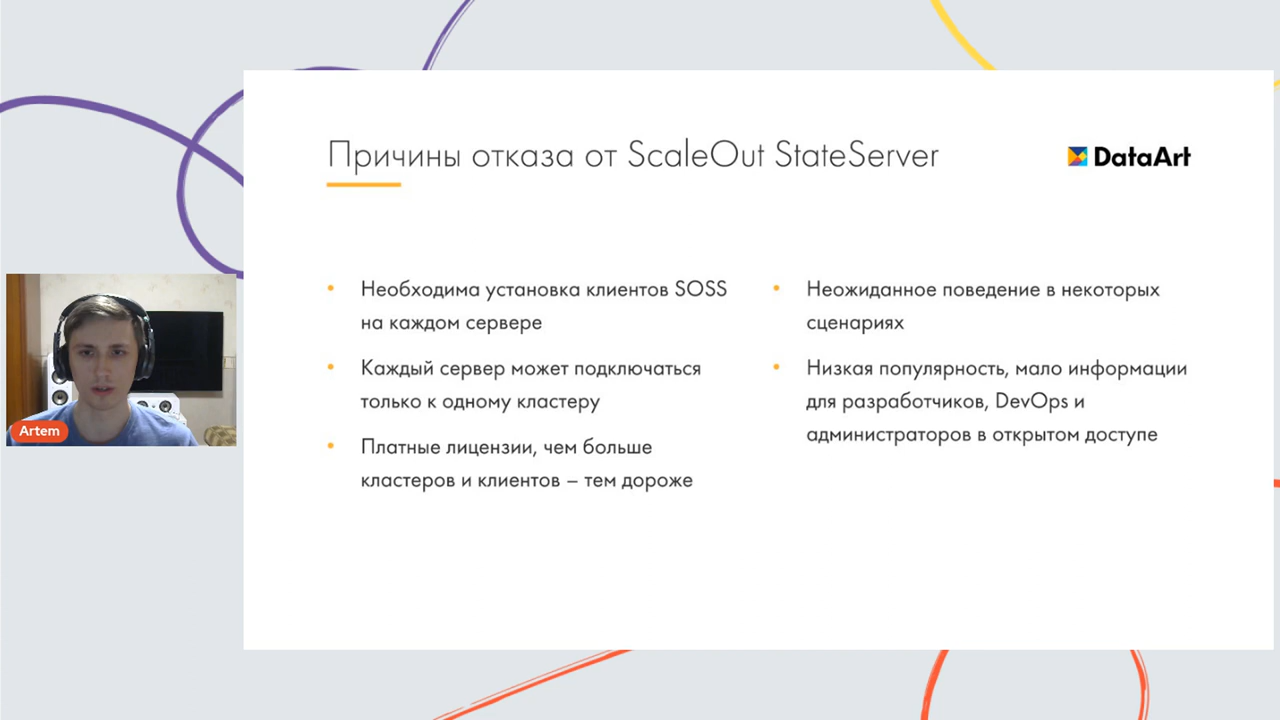 Причины отказа от ScaleOut StateServer
DataArt
Необходима установка клиентов SOSS
на каждом сервере
Каждый сервер может подключаться
только к одному кластеру
Платные лицензии, чем больше
кластеров и клиентов – тем дороже
Неожиданное поведение в некоторых
сценариях
Низкая популярность, мало информации
для разработчиков, DevOps и
администраторов в открытом доступе
Artem